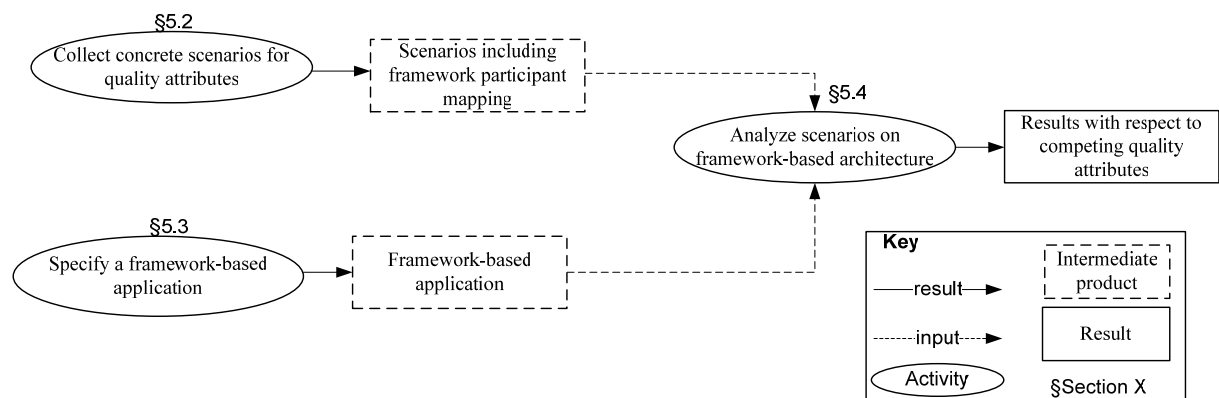 §5.2
Collect concrete scenarios for
quality attributes
Scenarios including
framework participant
mapping
§5.4
Analyze scenarios on
framework-based architecture
Results with respect to
competing quality
attributes
§5.3
Specify a framework-based
application
Framework-based
application
Key
result
Intermediate
product
input
Result
Activity
§Section X